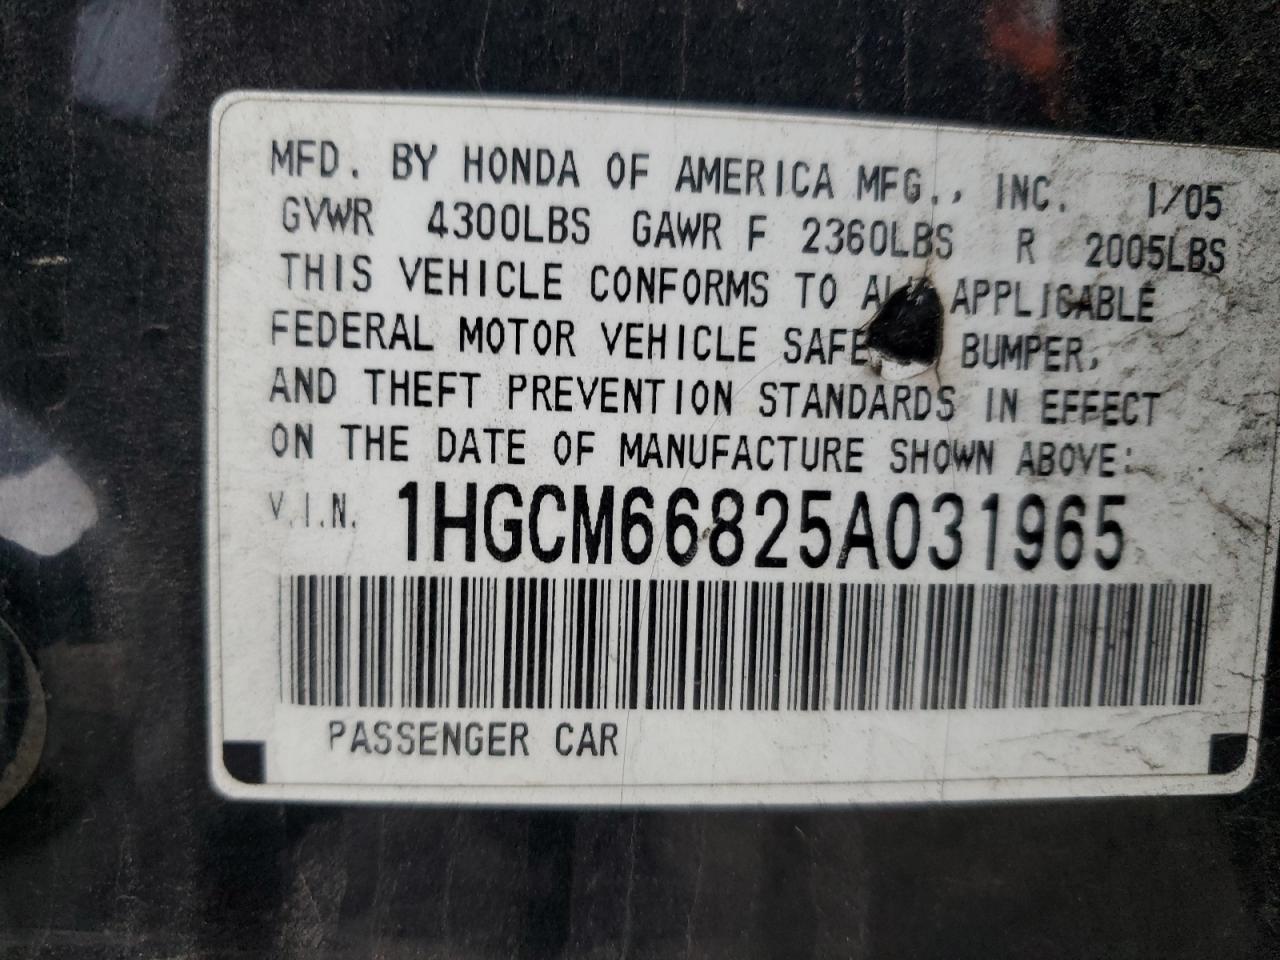 MFD. BY HONDA OF AMERICA MFG., INC. 1/05
GVWR 4300LBS GAWR F 2360LBS R 2005LBS
THIS VEHICLE CONFORMS TO APPLICABLE
FEDERAL MOTOR VEHICLE BUMPER,
AND THEFT PREVENTION STANDARDS IN EFFECT
ON THE DATE OF MANUFACTURE SHOWN ABOVE:
V.I.N. 1HGCM66825A031965
PASSENGER CAR